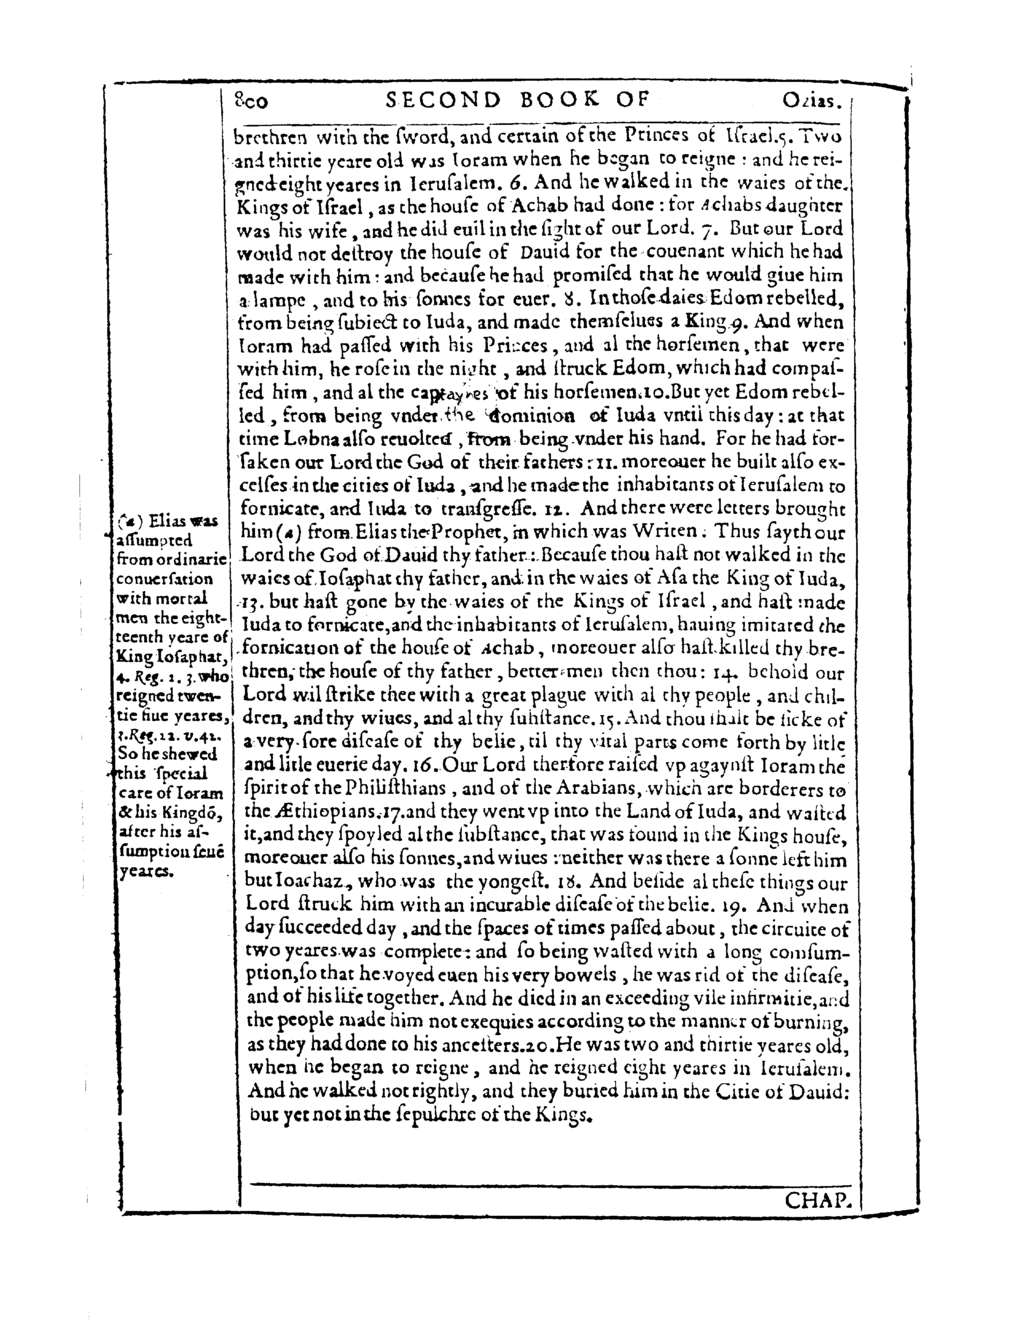 800 SECOND BOOK OF Ozias.
brethren with the ſword, and certain of the Princes of Iſrael.5. Two
and thirtie yeare old was Ioram when he began to reigne : and he rei-
gned eight yeares in Ieruſalem. 6. And he walked in the waies of the
Kings of Iſrael, as the houſe of Achab had done : for Achabs daughter
was his wife, and he did euil in the ſight of our Lord. 7. But our Lord
would not deſtroy the houſe of Dauid for the couenant which he had
made with him : and becauſe he had promiſed that he would giue him
a lampe, and to his ſonnes for euer. 8. In thoſe daies Edom rebelled,
from being ſubiect to Iuda, and made themſelues a King.9. And when
Ioram had paſſed with his Princes, and al the horſemen, that were
with him, he roſe in the night, and ſtruck Edom, which had compaſ-
ſed him, and al the captaynes of his horſemen.10.But yet Edom rebel-
led, from being vnder the dominion of Iuda vntil this day : at that
time Lobna alſo reuolted, from being vnder his hand. For he had for-
ſaken our Lord the God of their fathers : 11. moreouer he built alſo ex-
celſes in the cities of Iuda, and he made the inhabitants of Ieruſalem to
fornicate, and Iuda to tranſgreſſe. 12. And there were letters brought
him (a) from Elias the Prophet, in which was Writen : Thus ſayth our
Lord the God of Dauid thy father : Becauſe thou haſt not walked in the
waies of Ioſaphat thy father, and in the waies of Aſa the King of Iuda,
13. but haſt gone by the waies of the Kings of Iſrael, and haſt made
Iuda to fornicate, and the inhabitants of Ieruſalem, hauing imitated the
fornication of the houſe of Achab, moreouer alſo haſt killed thy bre-
thren, the houſe of thy father, better men then thou : 14. behold our
Lord wil ſtrike thee with a great plague with al thy people, and chil-
dren, and thy wiues, and al thy ſubſtance. 15. And thou ſhalt be ſicke of
a very ſore diſeaſe of thy belie, til thy vital parts come forth by litle
and litle euerie day. 16. Our Lord therfore raiſed vp agaynſt Ioram the
ſpirit of the Philiſthians, and of the Arabians, which are borderers to
the Æthiopians.17.and they went vp into the Land of Iuda, and waſted
it, and they ſpoyled al the ſubſtance, that was found in the Kings houſe,
moreouer alſo his ſonnes, and wiues : neither was there a ſonne left him
but Ioachaz, who was the yongeſt. 18. And beſide al theſe things our
Lord ſtruck him with an incurable diſeaſe of the belie. 19. And when
day ſucceeded day, and the ſpaces of times paſſed about, the circuite of
two yeares was complete : and ſo being waſted with a long comſum-
ption, ſo that he voyed euen his very bowels, he was rid of the diſeaſe,
and of his life together. And he died in an exceeding vile infirmitie, and
the people made him not exequies according to the manner of burning,
as they had done to his anceſters.20.He was two and thirtie yeares old,
when he began to reigne, and he reigned eight yeares in Ieruſalem.
And he walked not rightly, and they buried him in the Citie of Dauid:
but yet not in the ſepulchre of the Kings.
(a) Elias was
aſſumpted
from ordinarie
conuerſation
with mortal
men the eight-
teenth yeare of
King Ioſaphat,
4. Reg. 1. 3. who
reigned twen-
tie fiue yeares,
3. Reg. 22. v. 42.
So he shewed
this ſpecial
care of Ioram
& his Kingdō,
after his aſ-
ſumption ſeuē
yeares.
CHAP.